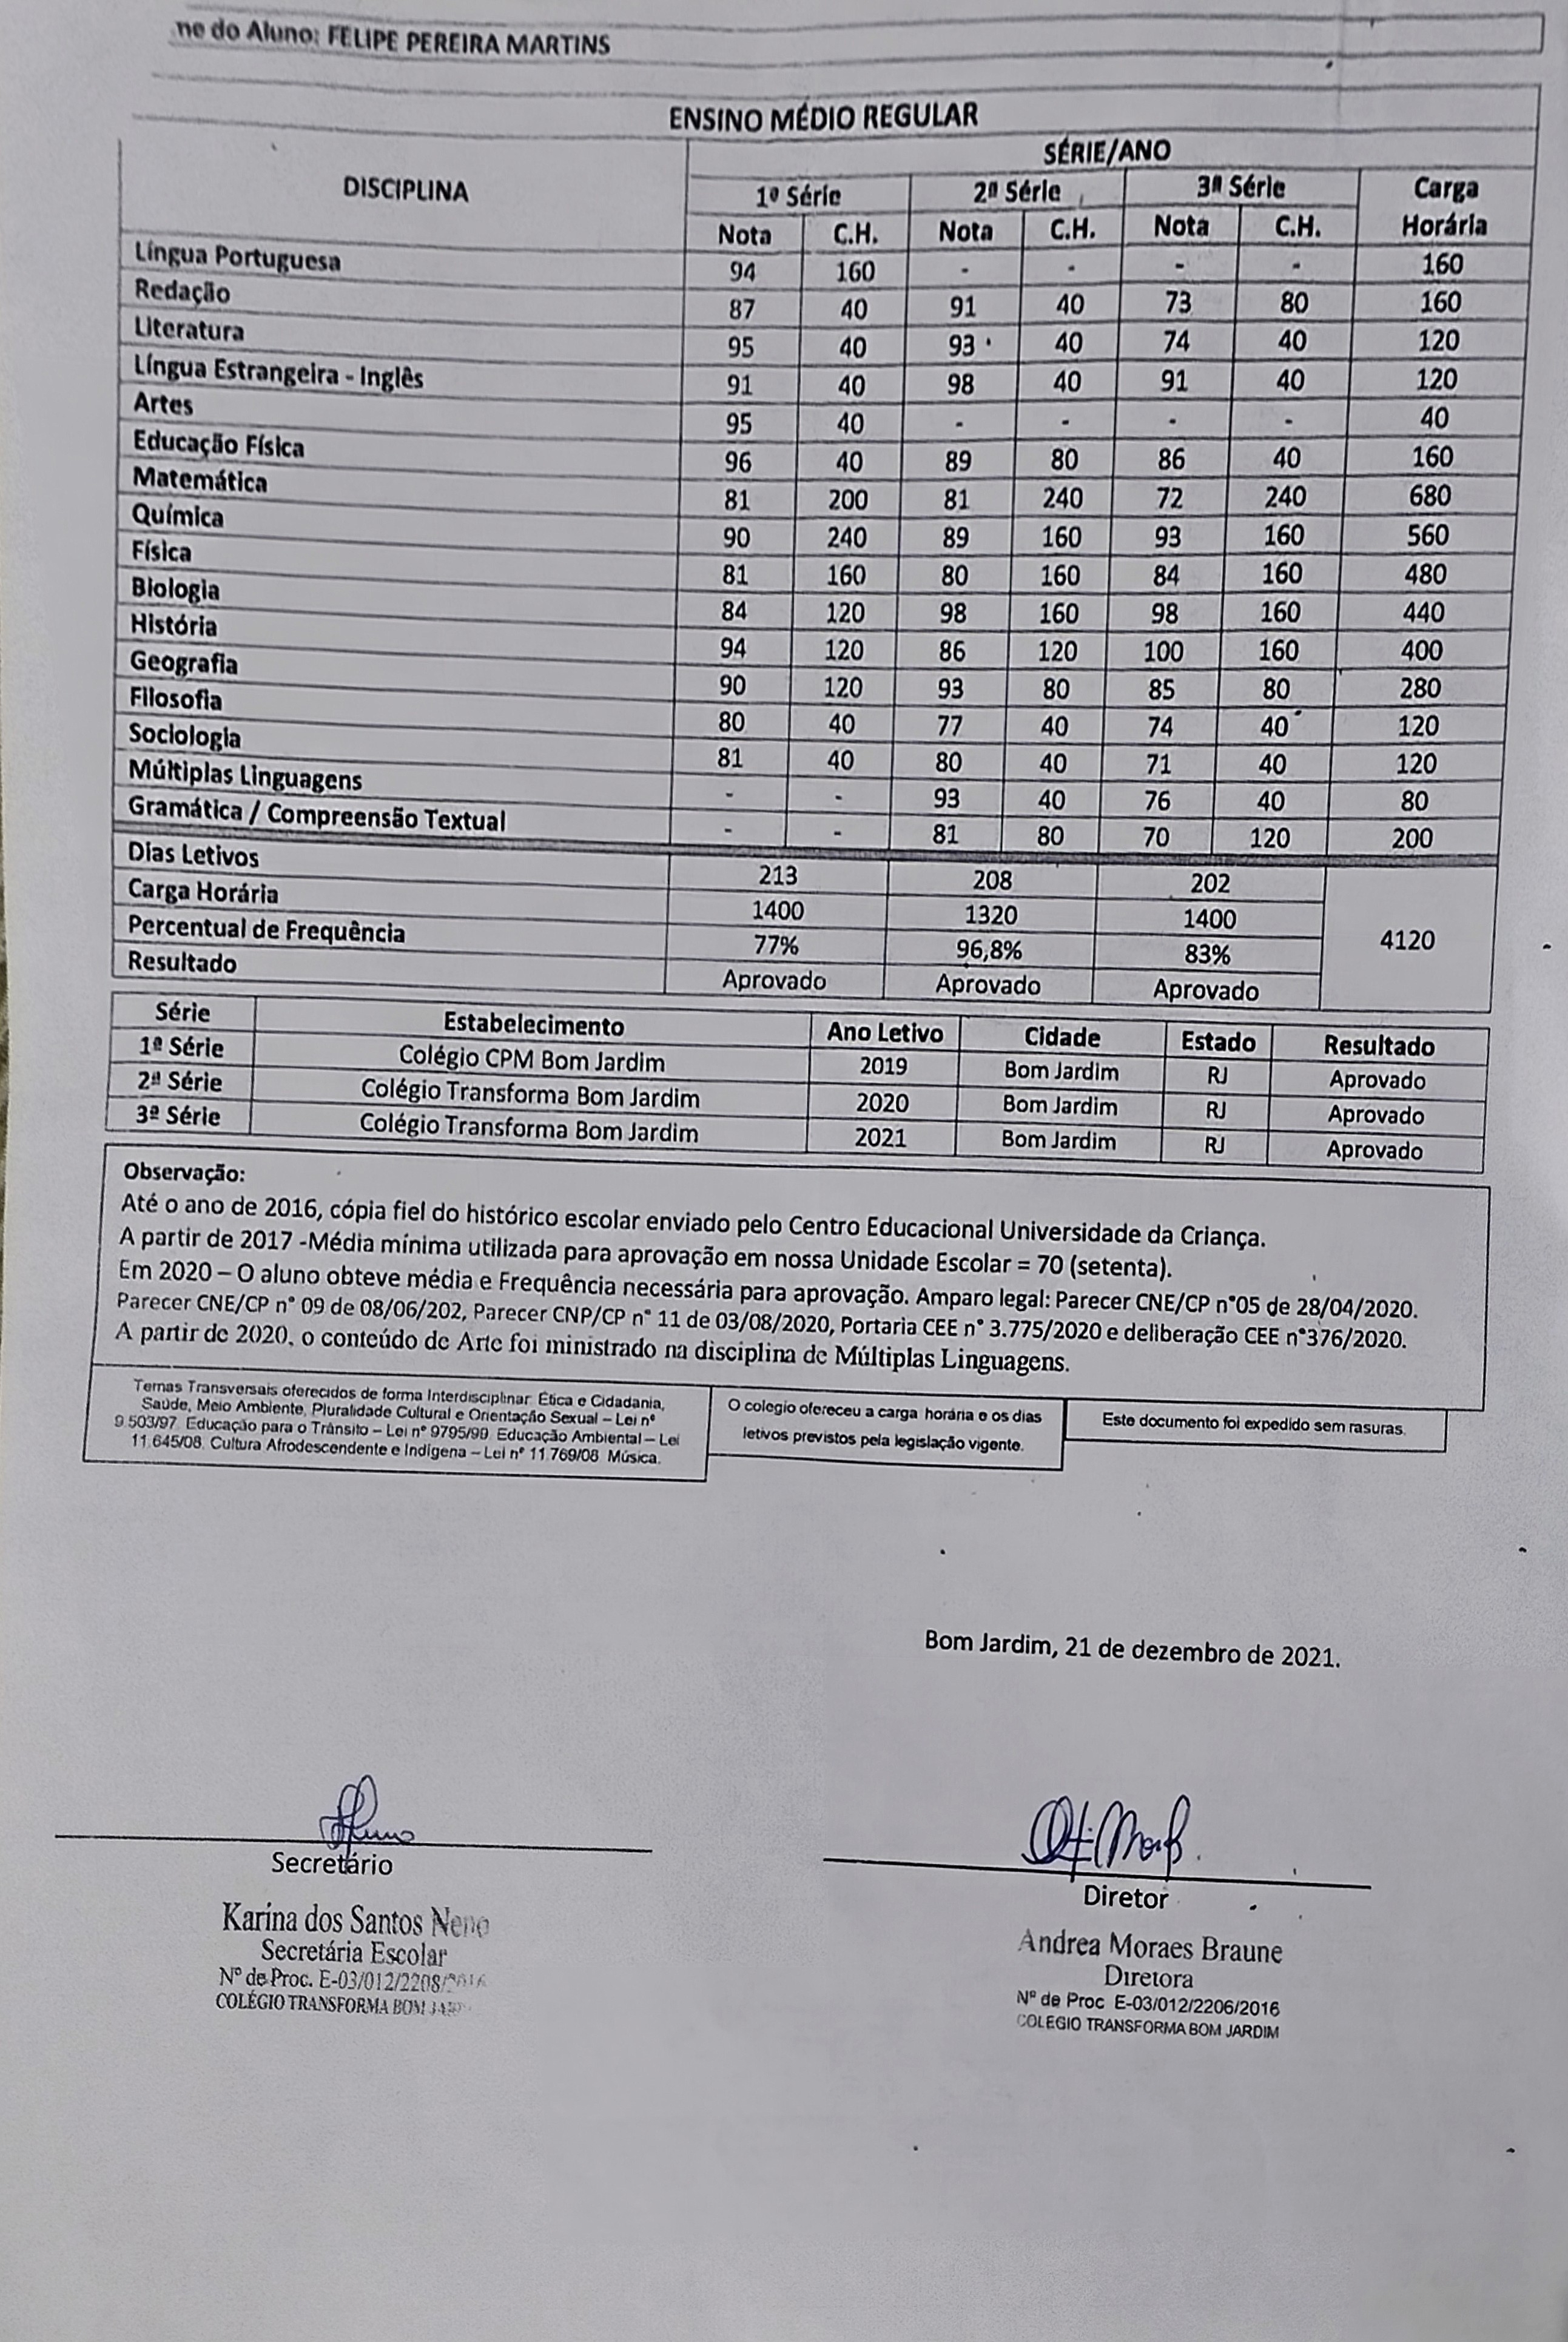 ne do Aluno: FELIPE PEREIRA MARTINS
ENSINO MÉDIO REGULAR
DISCIPLINA SÉRIE/ANO
1º Série 2ª Série 3ª Série Carga Horária
Nota C.H. Nota C.H. Nota C.H.
Língua Portuguesa 94 160 - - - - 160
Redação 87 40 91 40 73 80 160
Literatura 95 40 93 40 74 40 120
Língua Estrangeira - Inglês 91 40 98 40 91 40 120
Artes 95 40 - - - - 40
Educação Física 96 40 89 80 86 40 160
Matemática 81 200 81 240 72 240 680
Química 90 240 89 160 93 160 560
Física 81 160 80 160 84 160 480
Biologia 84 120 98 160 98 160 440
História 94 120 86 120 100 160 400
Geografia 90 120 93 80 85 80 280
Filosofia 80 40 77 40 74 40 120
Sociologia 81 40 80 40 71 40 120
Múltiplas Linguagens - - 93 40 76 40 80
Gramática / Compreensão Textual - - 81 80 70 120 200
Dias Letivos 213 208 202
Carga Horária 1400 1320 1400 4120
Percentual de Frequência 77% 96,8% 83%
Resultado Aprovado Aprovado Aprovado
Série Estabelecimento Ano Letivo Cidade Estado Resultado
1ª Série Colégio CPM Bom Jardim 2019 Bom Jardim RJ Aprovado
2ª Série Colégio Transforma Bom Jardim 2020 Bom Jardim RJ Aprovado
3ª Série Colégio Transforma Bom Jardim 2021 Bom Jardim RJ Aprovado
Observação:
Até o ano de 2016, cópia fiel do histórico escolar enviado pelo Centro Educacional Universidade da Criança.
A partir de 2017 -Média mínima utilizada para aprovação em nossa Unidade Escolar = 70 (setenta).
Em 2020 – O aluno obteve média e Frequência necessária para aprovação. Amparo legal: Parecer CNE/CP n°05 de 28/04/2020.
Parecer CNE/CP n° 09 de 08/06/202, Parecer CNP/CP n° 11 de 03/08/2020, Portaria CEE n° 3.775/2020 e deliberação CEE n°376/2020.
A partir de 2020, o conteúdo de Arte foi ministrado na disciplina de Múltiplas Linguagens.
Temas Transversais oferecidos de forma Interdisciplinar: Ética e Cidadania,
Saúde, Meio Ambiente, Pluralidade Cultural e Orientação Sexual – Lei nº
9.503/97. Educação para o Trânsito – Lei nº 9795/99. Educação Ambiental – Lei
11.645/08. Cultura Afrodescendente e Indígena – Lei nº 11.769/08. Música.
O colegio ofereceu a carga horária e os dias
letivos previstos pela legislação vigente.
Este documento foi expedido sem rasuras.
Bom Jardim, 21 de dezembro de 2021.
Secretário
Karina dos Santos Neno
Secretária Escolar
Nº de Proc. E-03/012/2208/2016
COLÉGIO TRANSFORMA BOM
Diretor
Andrea Moraes Braune
Diretora
Nº de Proc E-03/012/2206/2016
COLEGIO TRANSFORMA BOM JARDIM